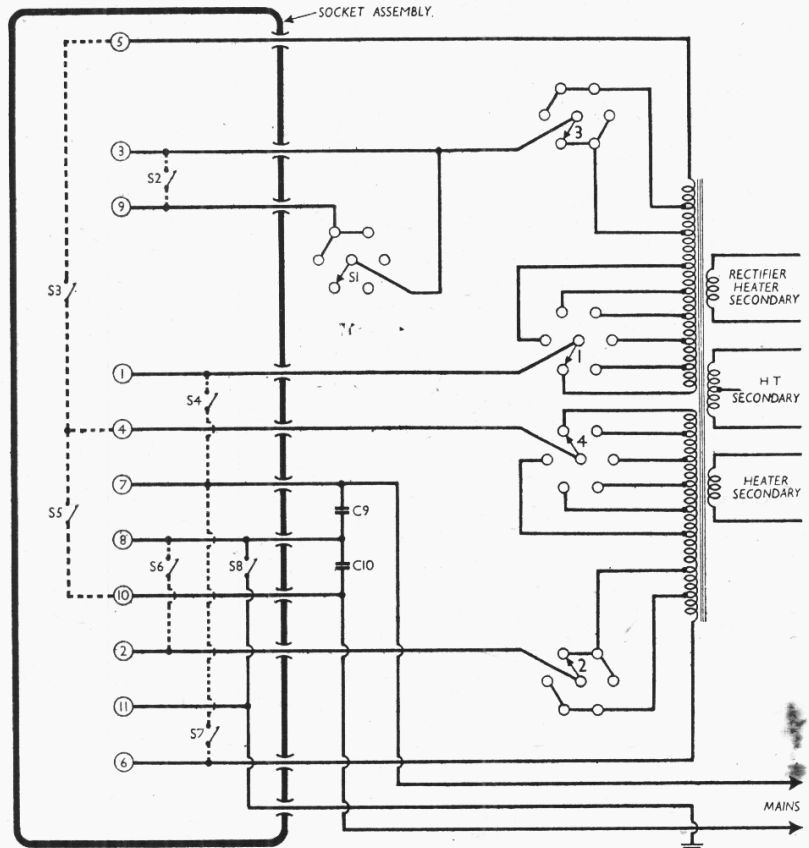 SOCKET ASSEMBLY.
5
3
3
S2
9
S1
S3
RECTIFIER
HEATER
SECONDARY
1
1
S4
HT
SECONDARY
4
4
7
HEATER
SECONDARY
S5
C9
8
S6
S8
C10
10
2
2
11
S7
6
MAINS